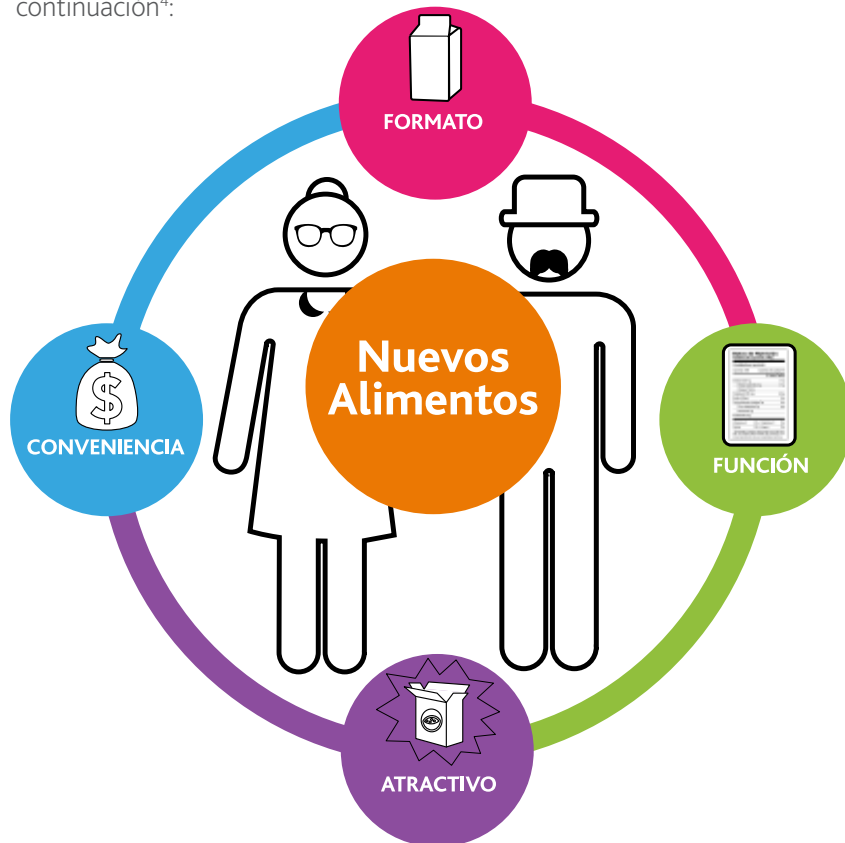 continuación⁴:
FORMATO
Nuevos
Alimentos
$
CONVENIENCIA
FUNCIÓN
ATRACTIVO